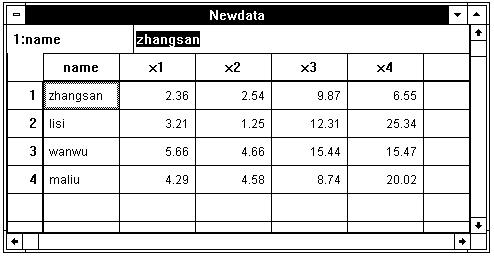 Newdata
1:name zhangsan
name x1 x2 x3 x4
1 zhangsan 2.36 2.54 9.87 6.55
2 lisi 3.21 1.25 12.31 25.34
3 wanwu 5.66 4.66 15.44 15.47
4 maliu 4.29 4.58 8.74 20.02